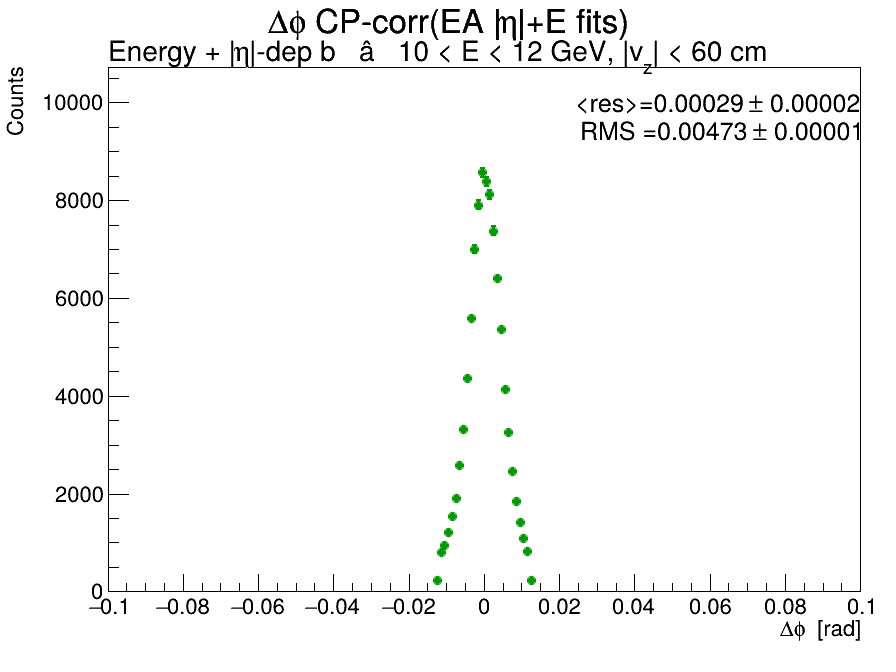 Δϕ CP-corr(EA |η|+E fits)
Energy + |η|-dep b â 10 < E < 12 GeV, |v_z| < 60 cm
<res>=0.00029 ± 0.00002
RMS =0.00473 ± 0.00001
Counts
10000
8000
6000
4000
2000
0
−0.1 −0.08 −0.06 −0.04 −0.02 0 0.02 0.04 0.06 0.08 0.1
Δϕ [rad]